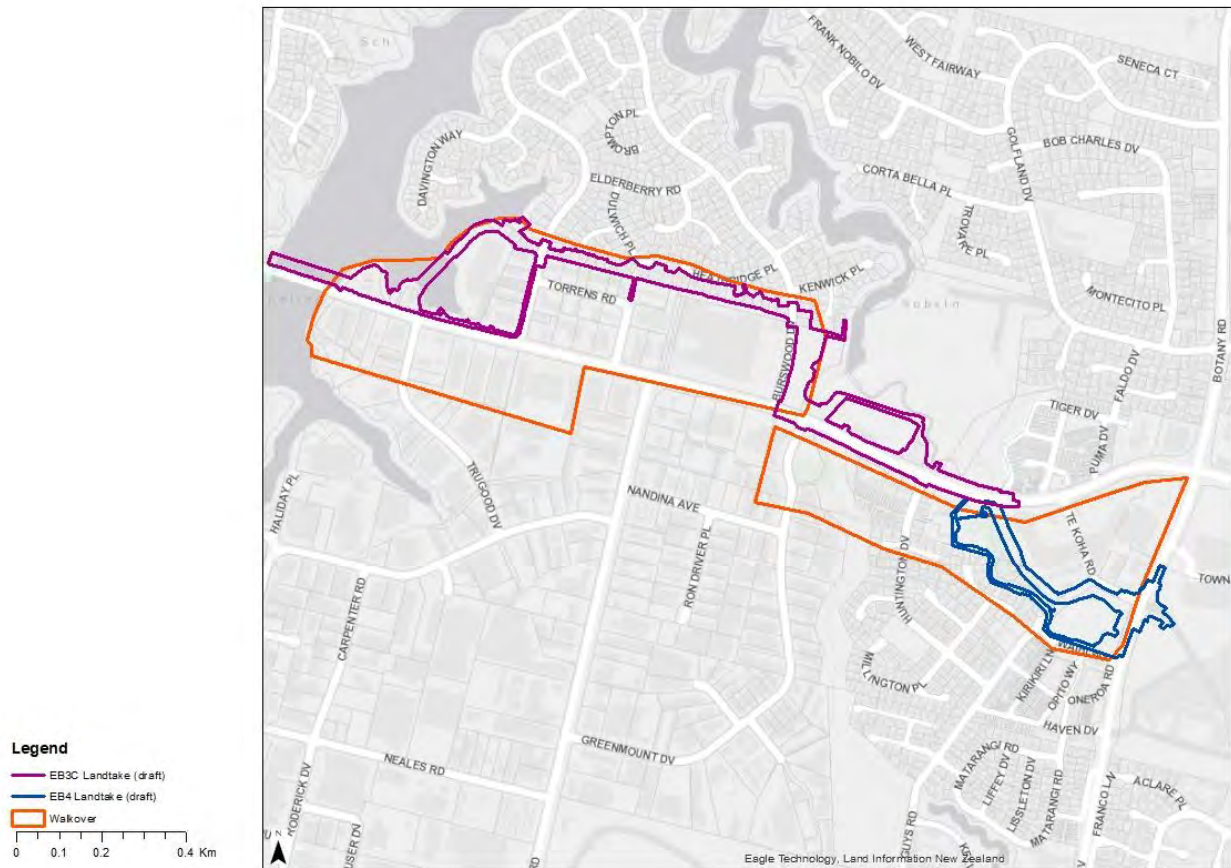 Sch
FRANK NOBILO DV
WEST FAIRWAY
SENECA CT
BROMPTON PL
DAVINGTON WAY
GOLFLAND DV
BOB CHARLES DV
ELDERBERRY RD
CORTA BELLA PL
DULWICH PL
KENWICK PL
TORRENS RD
MONTECITO PL
BOTANY RD
BURSWOOD
FALDO DV
TIGER DV
PUMA DV
HALIDAY PL
TRUGOOD DV
NANDINA AVE
RON DRIVER PL
HUNTINGTON DV
TE KOHA RD
TOWN
CARPENTER RD
KIRIKIRI LN
OPITO WY
ONEROA RD
HAVEN DV
GREENMOUNT DV
NEALES RD
MATARANGI RD
LIFFEY DV
LISSLETON DV
MATARANGI RD
FRANCO LN
ACLARE PL
RODERICK DV
USER DV
RD
GUYS RD
Legend
EB3C Landtake (draft)
EB4 Landtake (draft)
Walkover
0 0.1 0.2 0.4 Km
N
Eagle Technology, Land Information New Zealand